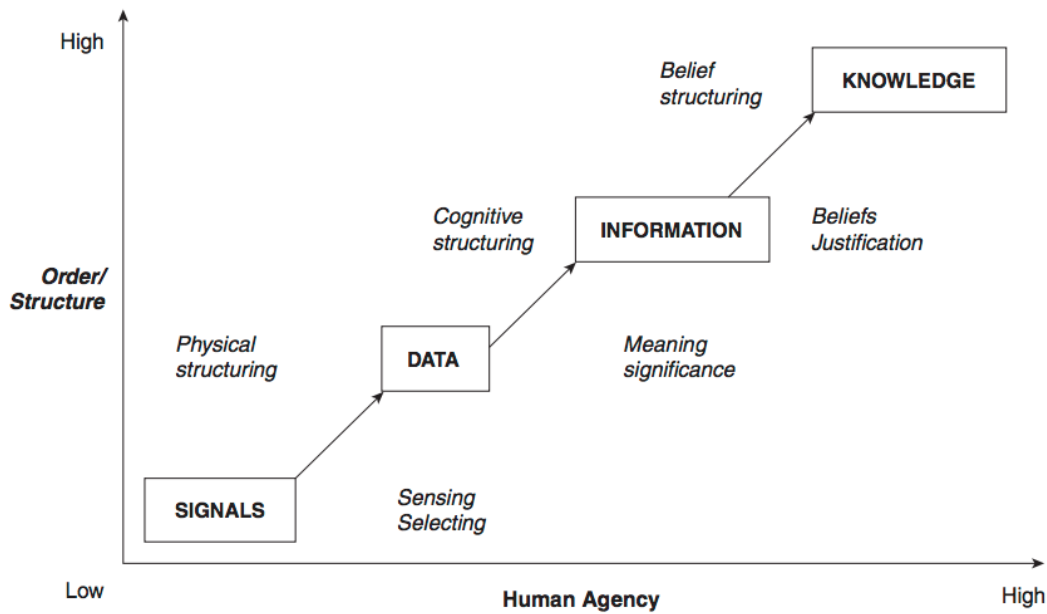 High
Belief
structuring
KNOWLEDGE
Cognitive
structuring
INFORMATION
Beliefs
Justification
Order/
Structure
Physical
structuring
DATA
Meaning
significance
SIGNALS
Sensing
Selecting
Low
Human Agency
High